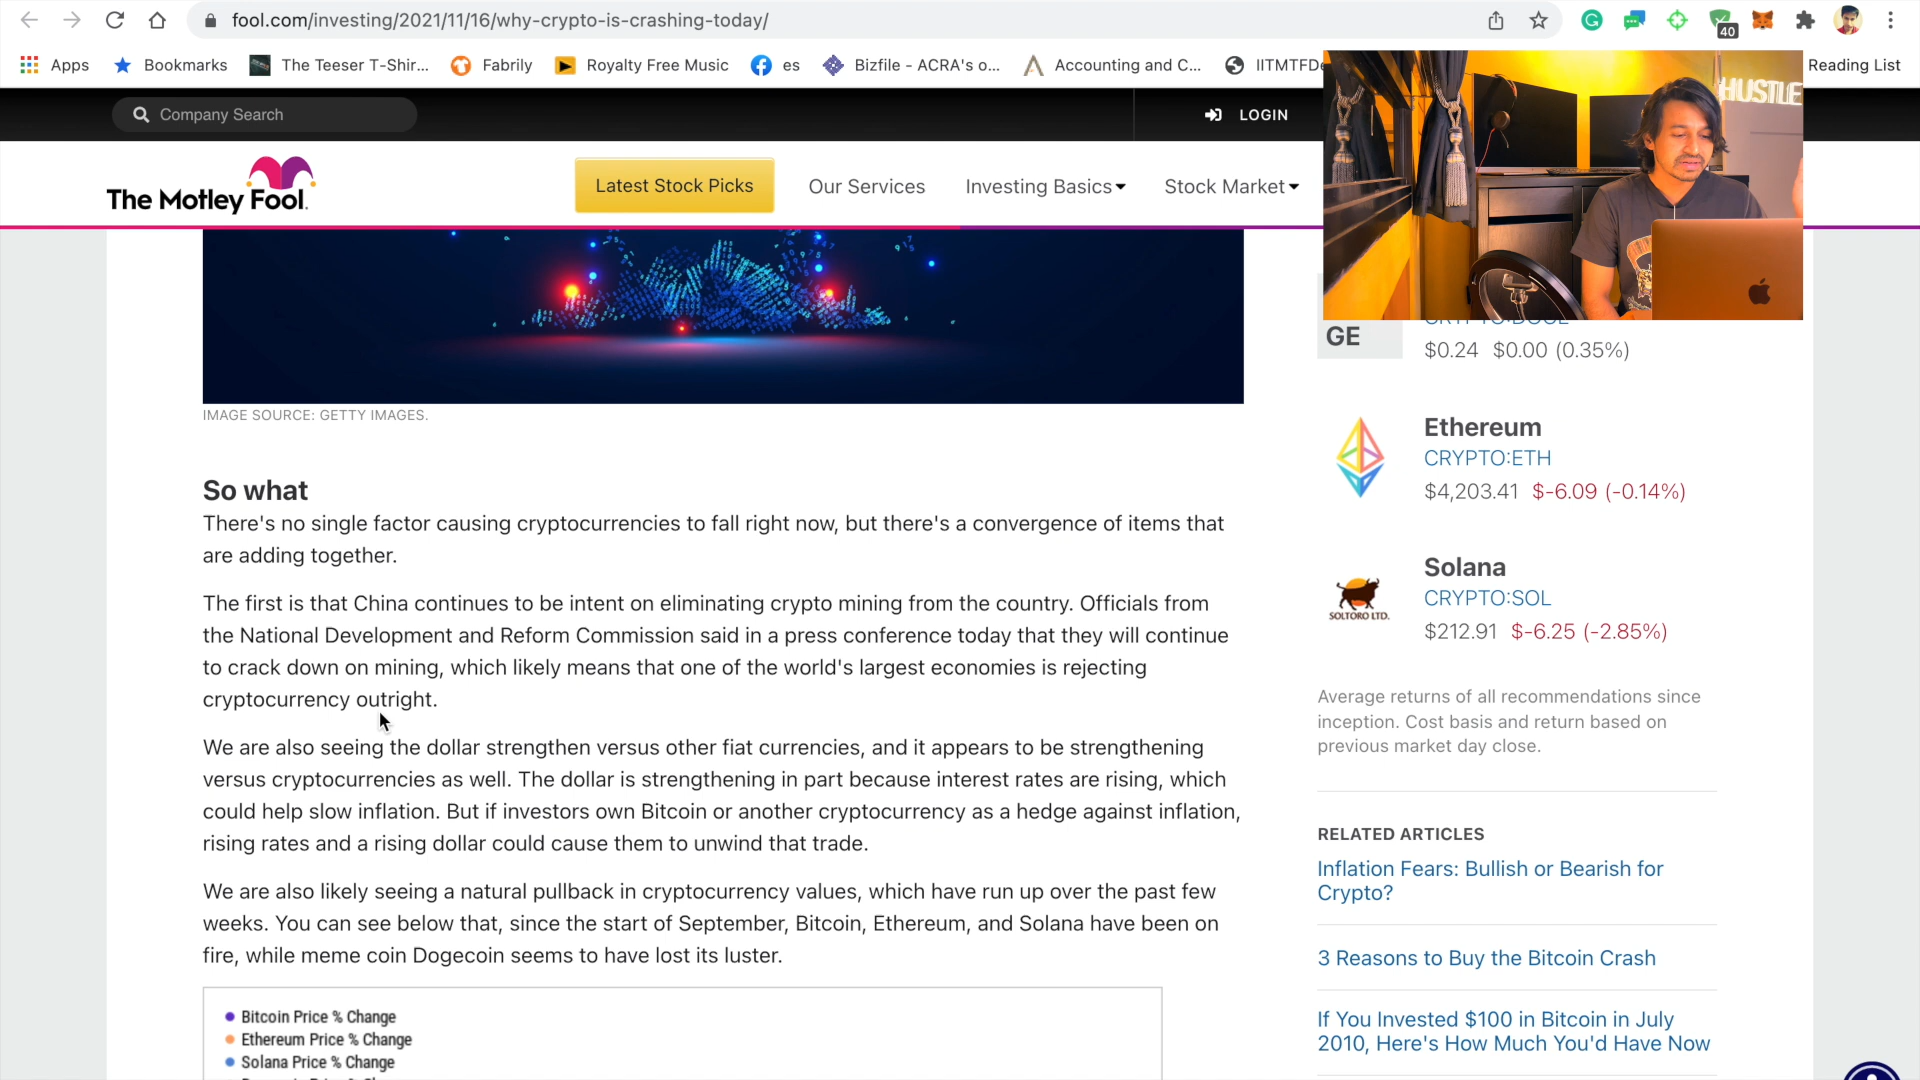 fool.com/investing/2021/11/16/why-crypto-is-crashing-today/
40
Apps
Bookmarks
The Teeser T-Shir...
Fabrily
Royalty Free Music
es
Bizfile - ACRA's o...
Accounting and C...
IITMTFDe
Reading List
HUSTLE
Company Search
LOGIN
The Motley Fool.
Latest Stock Picks
Our Services
Investing Basics
Stock Market
IMAGE SOURCE: GETTY IMAGES.
So what
There's no single factor causing cryptocurrencies to fall right now, but there's a convergence of items that
are adding together.
The first is that China continues to be intent on eliminating crypto mining from the country. Officials from
the National Development and Reform Commission said in a press conference today that they will continue
to crack down on mining, which likely means that one of the world's largest economies is rejecting
cryptocurrency outright.
We are also seeing the dollar strengthen versus other fiat currencies, and it appears to be strengthening
versus cryptocurrencies as well. The dollar is strengthening in part because interest rates are rising, which
could help slow inflation. But if investors own Bitcoin or another cryptocurrency as a hedge against inflation,
rising rates and a rising dollar could cause them to unwind that trade.
We are also likely seeing a natural pullback in cryptocurrency values, which have run up over the past few
weeks. You can see below that, since the start of September, Bitcoin, Ethereum, and Solana have been on
fire, while meme coin Dogecoin seems to have lost its luster.
Bitcoin Price % Change
Ethereum Price % Change
Solana Price % Change
GE
$0.24 $0.00 (0.35%)
Ethereum
CRYPTO:ETH
$4,203.41 $-6.09 (-0.14%)
SOLTORO LTD.
Solana
CRYPTO:SOL
$212.91 $-6.25 (-2.85%)
Average returns of all recommendations since
inception. Cost basis and return based on
previous market day close.
RELATED ARTICLES
Inflation Fears: Bullish or Bearish for
Crypto?
3 Reasons to Buy the Bitcoin Crash
If You Invested $100 in Bitcoin in July
2010, Here's How Much You'd Have Now